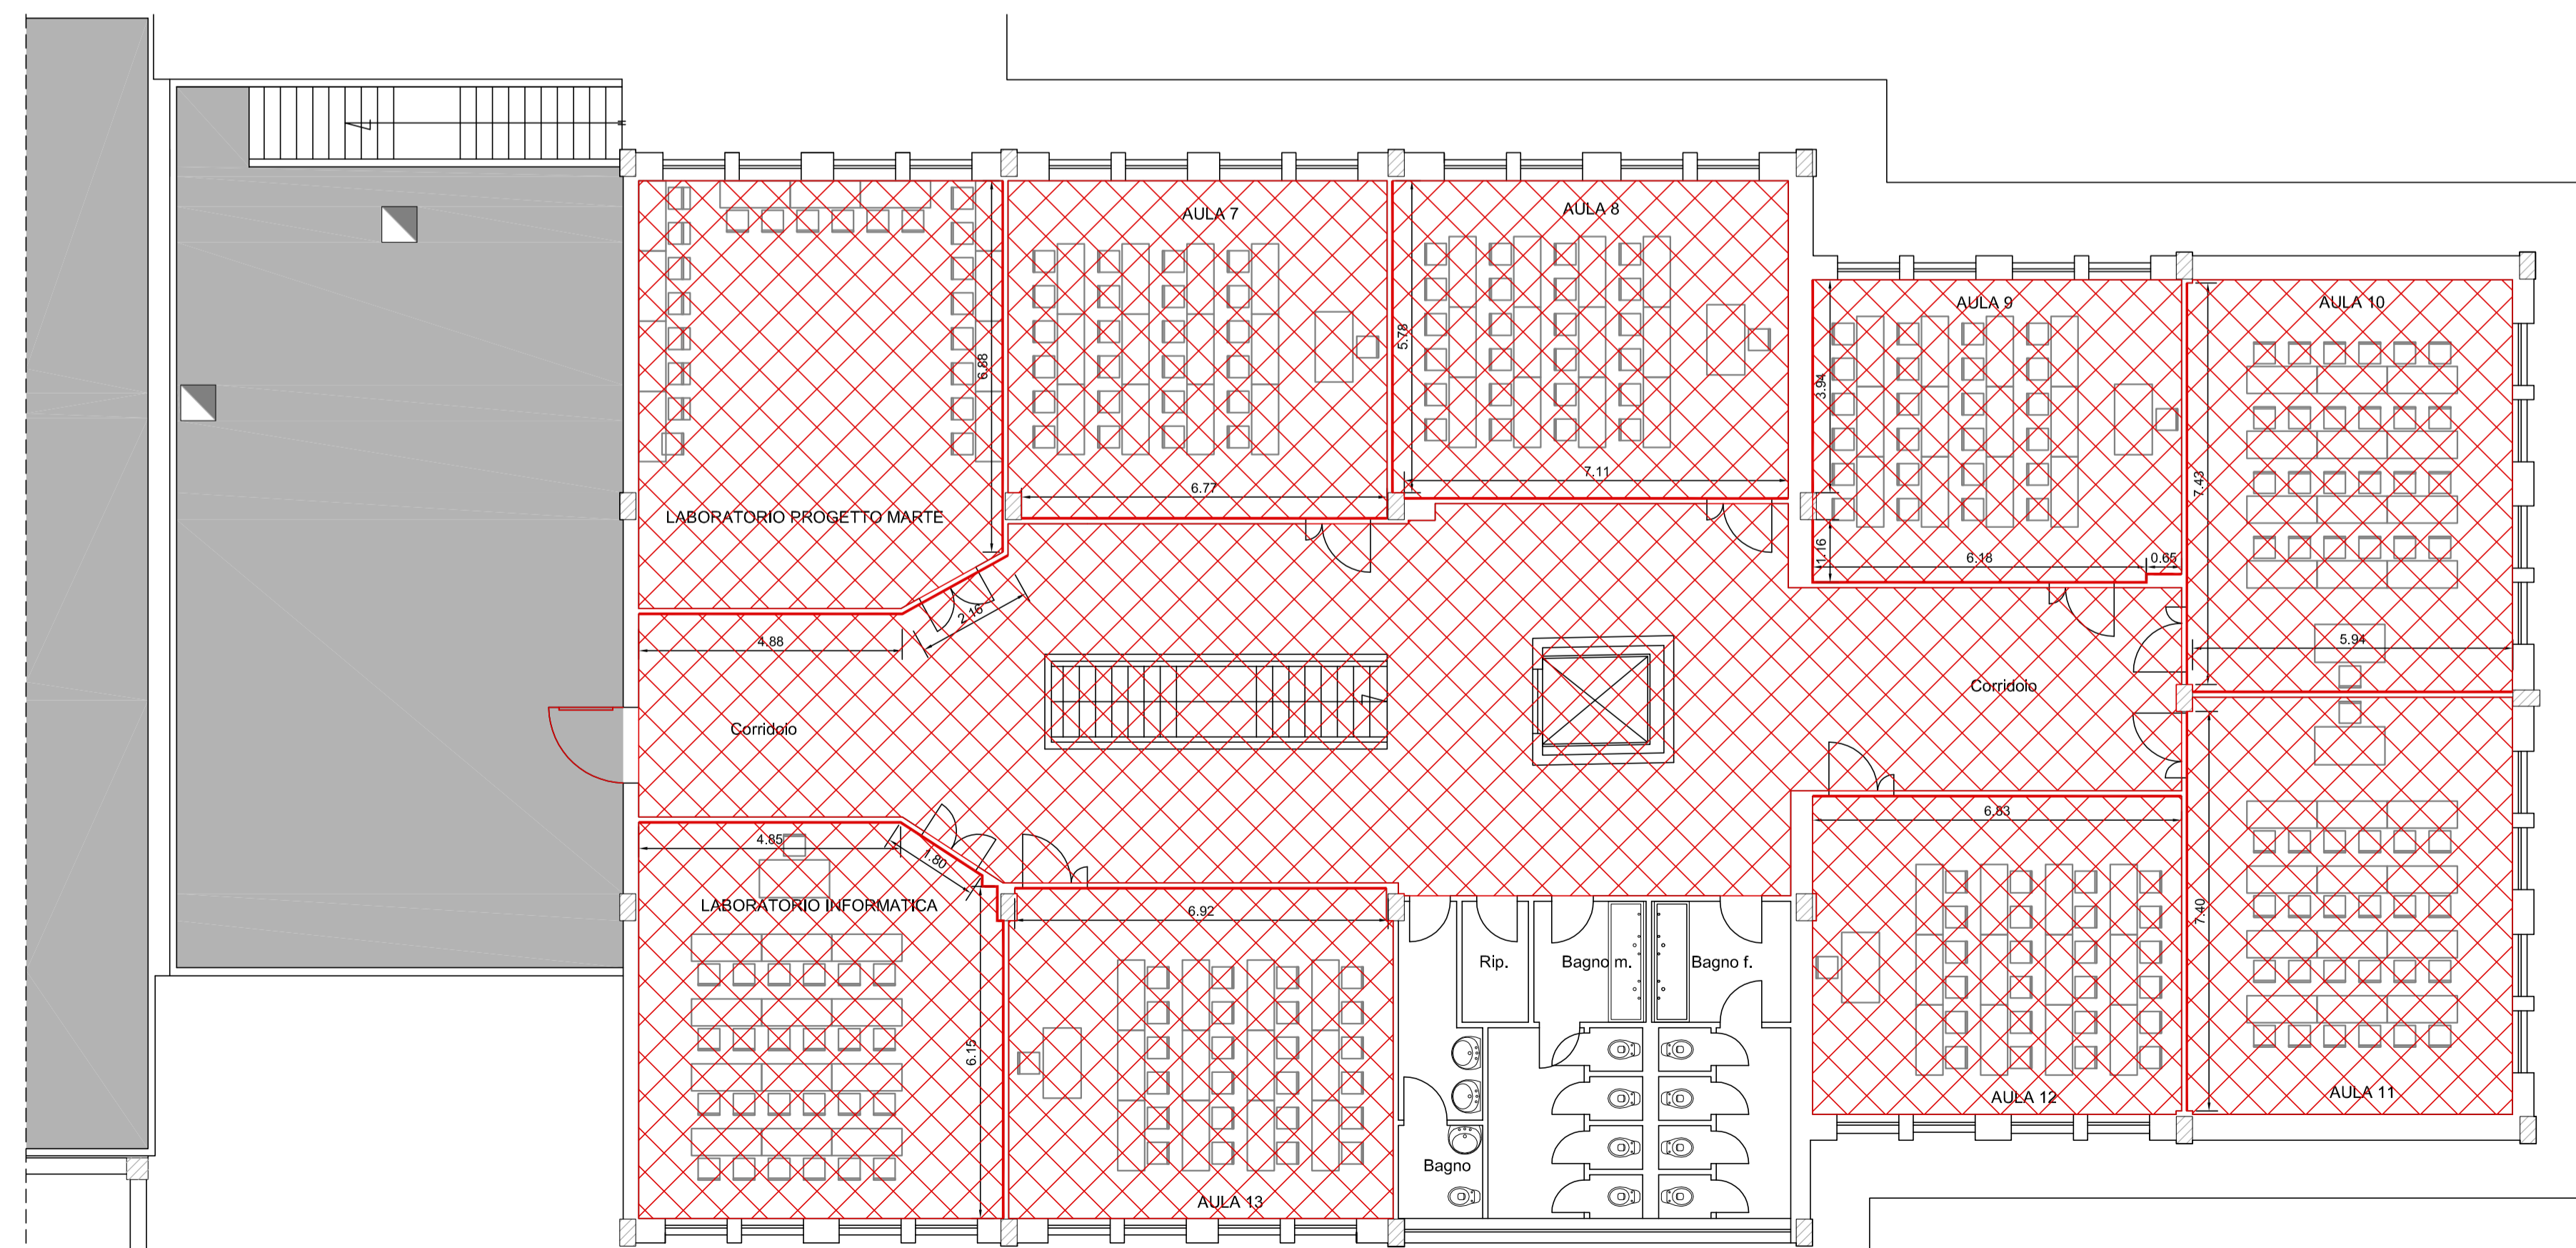 AULA 7
AULA 8
AULA 9
AULA 10
6.88
5.78
3.94
7.43
7.11
6.77
LABORATORIO PROGETTO MARTE
1.16
6.18
0.65
2.16
4.88
5.94
Corridoio
Corridoio
4.85
1.80
6.83
LABORATORIO INFORMATICA
6.92
7.40
Rip.
Bagno m.
Bagno f.
6.15
AULA 11
AULA 12
Bagno
AULA 13